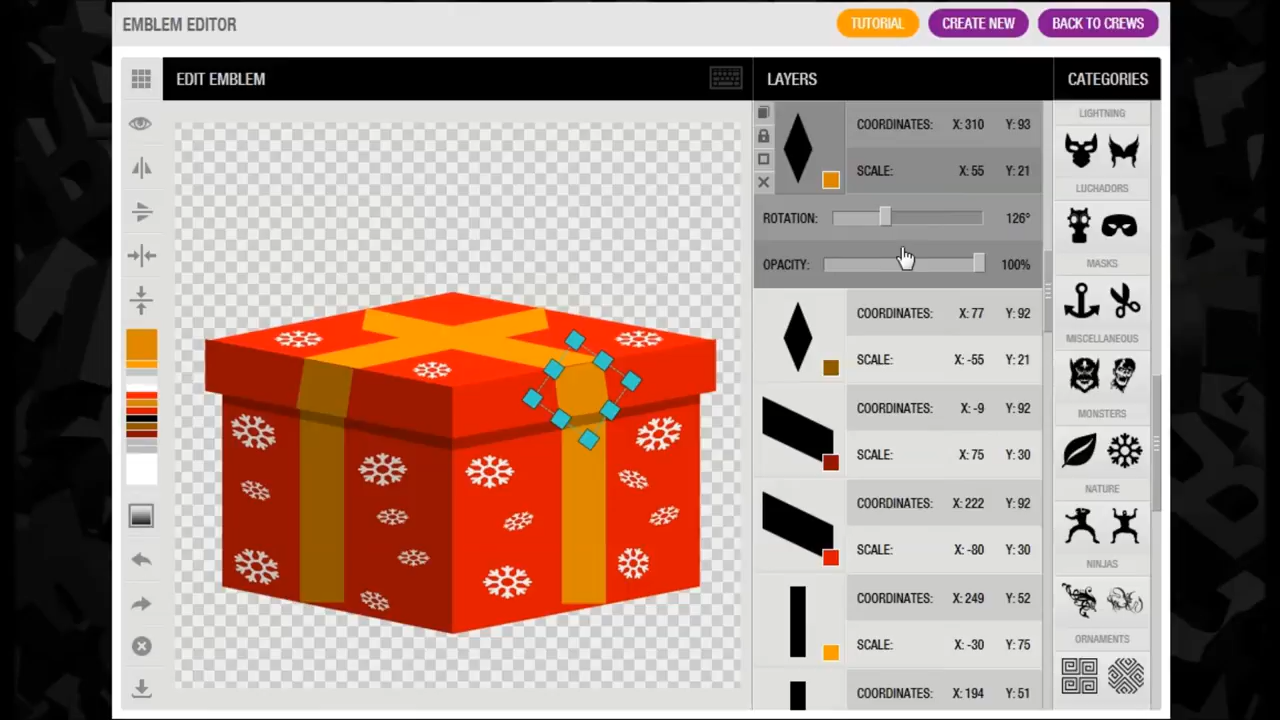 EMBLEM EDITOR
TUTORIAL
CREATE NEW
BACK TO CREWS
EDIT EMBLEM
LAYERS
CATEGORIES
COORDINATES: X: 310 Y: 93
SCALE: X: 55 Y: 21
ROTATION: 126°
OPACITY: 100%
COORDINATES: X: 77 Y: 92
SCALE: X: -55 Y: 21
COORDINATES: X: -9 Y: 92
SCALE: X: 75 Y: 30
COORDINATES: X: 222 Y: 92
SCALE: X: -80 Y: 30
COORDINATES: X: 249 Y: 52
SCALE: X: -30 Y: 75
COORDINATES: X: 194 Y: 51
LIGHTNING
LUCHADORS
MASKS
MISCELLANEOUS
MONSTERS
NATURE
NINJAS
ORNAMENTS